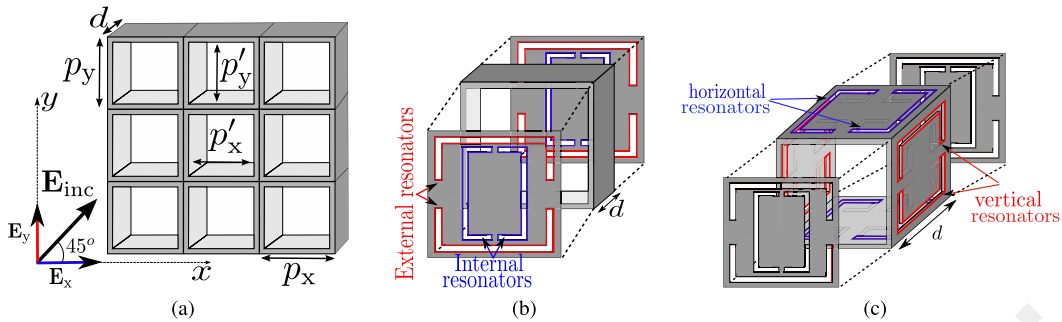 d
p_y
y
p'_y
p'_x
E_inc
E_y
45°
E_x
x
p_x
(a)
External resonators
Internal
resonators
d
(b)
horizontal
resonators
vertical
resonators
d
(c)